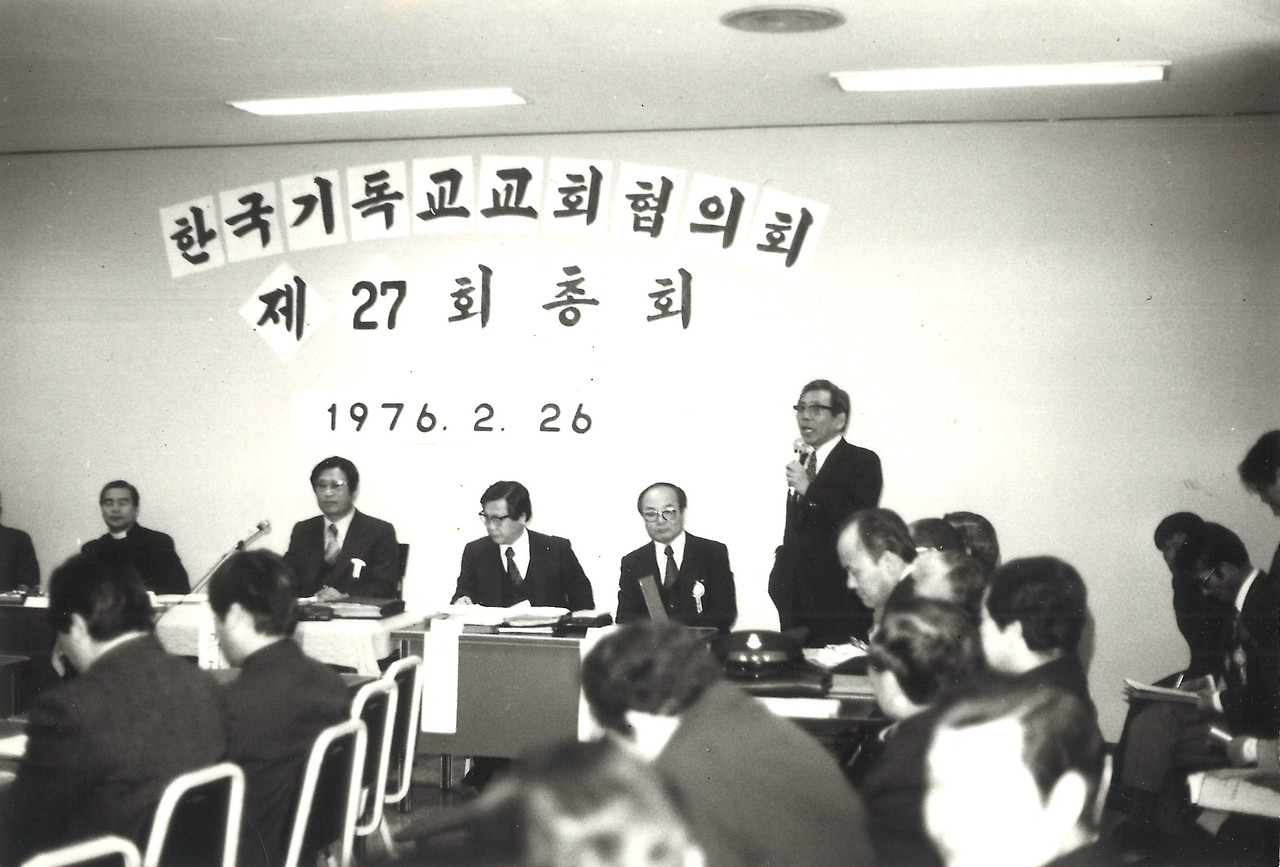 한국기독교교회협의회
제 27 회 총 회
1976. 2. 26